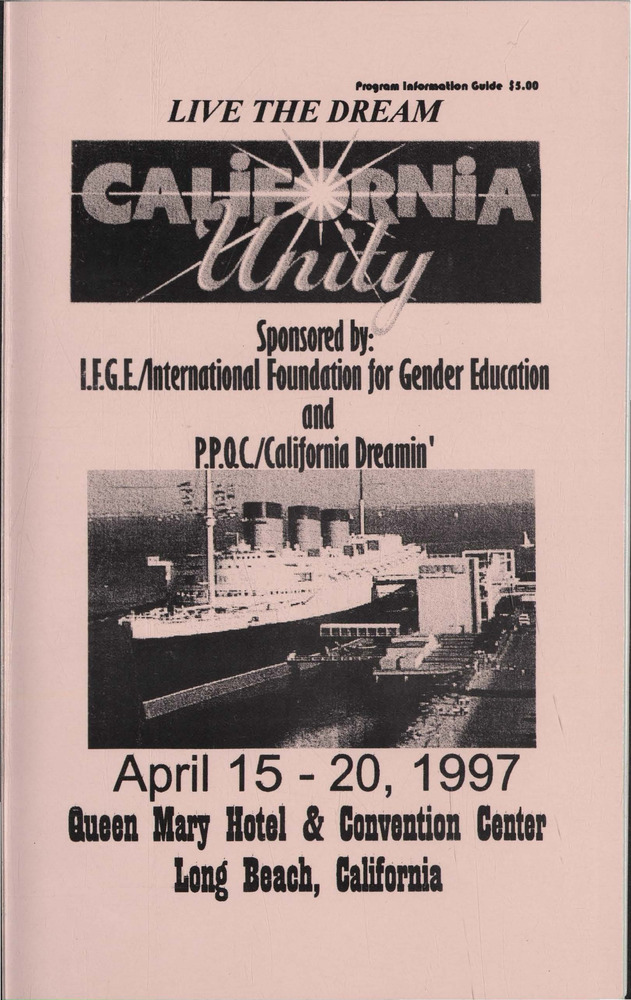 Program Information Guide $5.00
LIVE THE DREAM
CALiFORNiA
Unity
Sponsored by:
I.F.G.E./International Foundation for Gender Education
and
P.P.O.C./California Dreamin'
April 15 - 20, 1997
Queen Mary Hotel & Convention Center
Long Beach, California